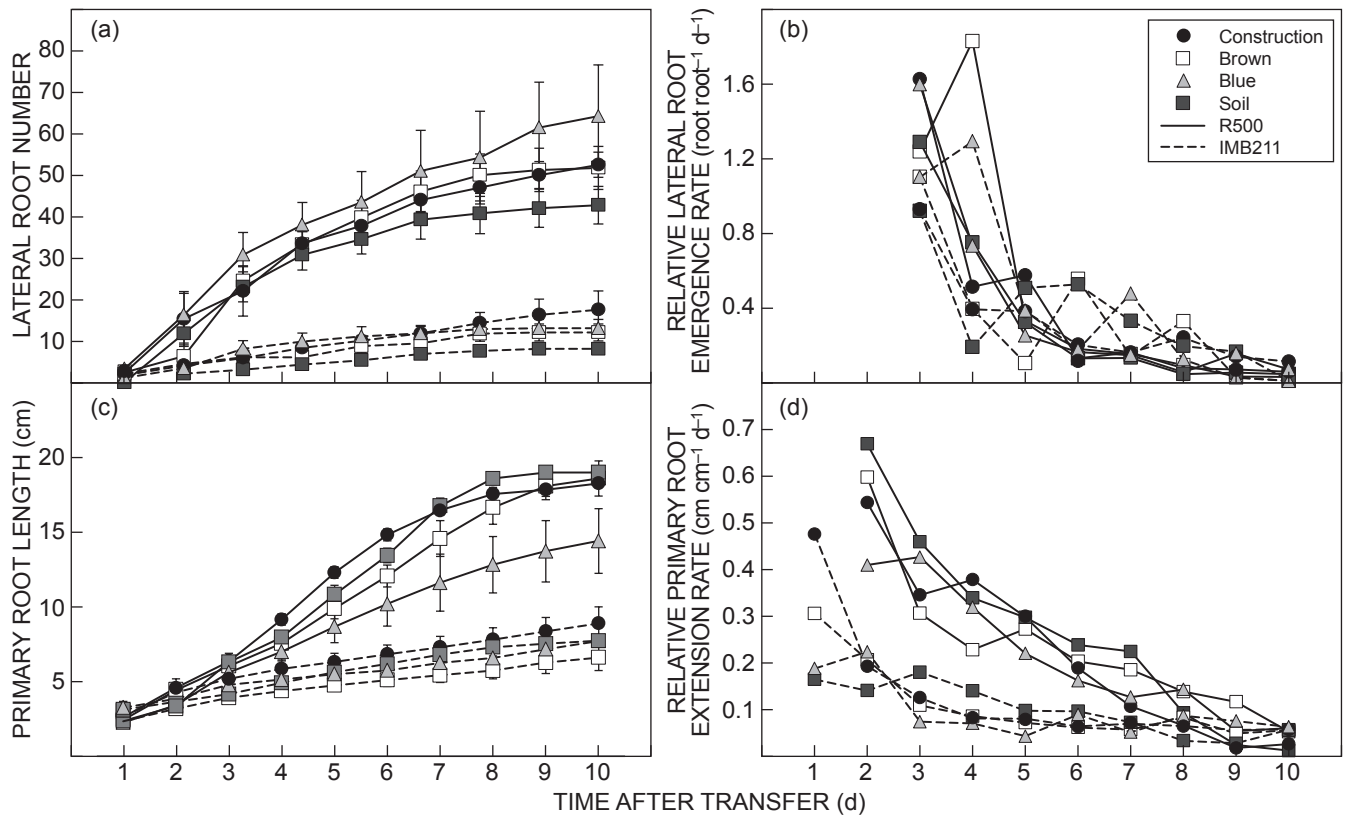 (a)
LATERAL ROOT NUMBER
80
70
60
50
40
30
20
10
(b)
RELATIVE LATERAL ROOT
EMERGENCE RATE (root root⁻¹ d⁻¹)
1.6
1.2
0.8
0.4
Construction
Brown
Blue
Soil
R500
IMB211
(c)
PRIMARY ROOT LENGTH (cm)
20
15
10
5
1 2 3 4 5 6 7 8 9 10
(d)
RELATIVE PRIMARY ROOT
EXTENSION RATE (cm cm⁻¹ d⁻¹)
0.7
0.6
0.5
0.4
0.3
0.2
0.1
1 2 3 4 5 6 7 8 9 10
TIME AFTER TRANSFER (d)